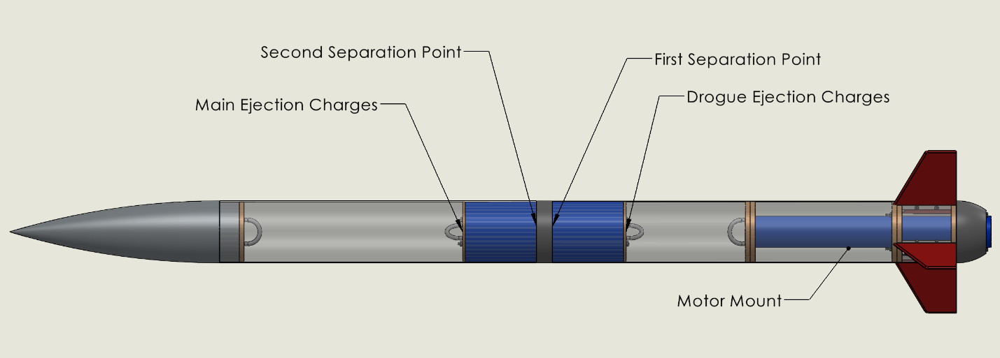 Second Separation Point
First Separation Point
Main Ejection Charges
Drogue Ejection Charges
Motor Mount